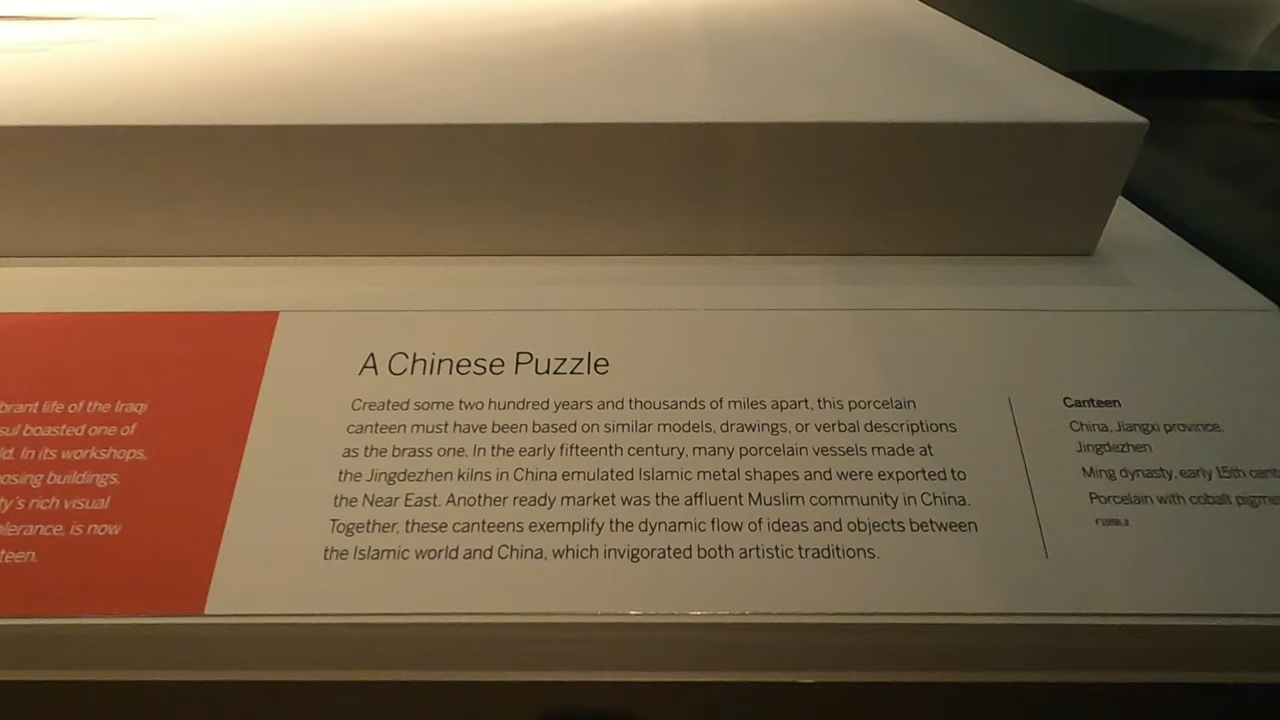 brant life of the Iraqi
sul boasted one of
ld. In its workshops,
osing buildings,
ty's rich visual
lerance, is now
teen.
A Chinese Puzzle
Created some two hundred years and thousands of miles apart, this porcelain
canteen must have been based on similar models, drawings, or verbal descriptions
as the brass one. In the early fifteenth century, many porcelain vessels made at
the Jingdezhen kilns in China emulated Islamic metal shapes and were exported to
the Near East. Another ready market was the affluent Muslim community in China.
Together, these canteens exemplify the dynamic flow of ideas and objects between
the Islamic world and China, which invigorated both artistic traditions.
Canteen
China, Jiangxi province,
Jingdezhen
Ming dynasty, early 15th cent
Porcelain with cobalt pigme